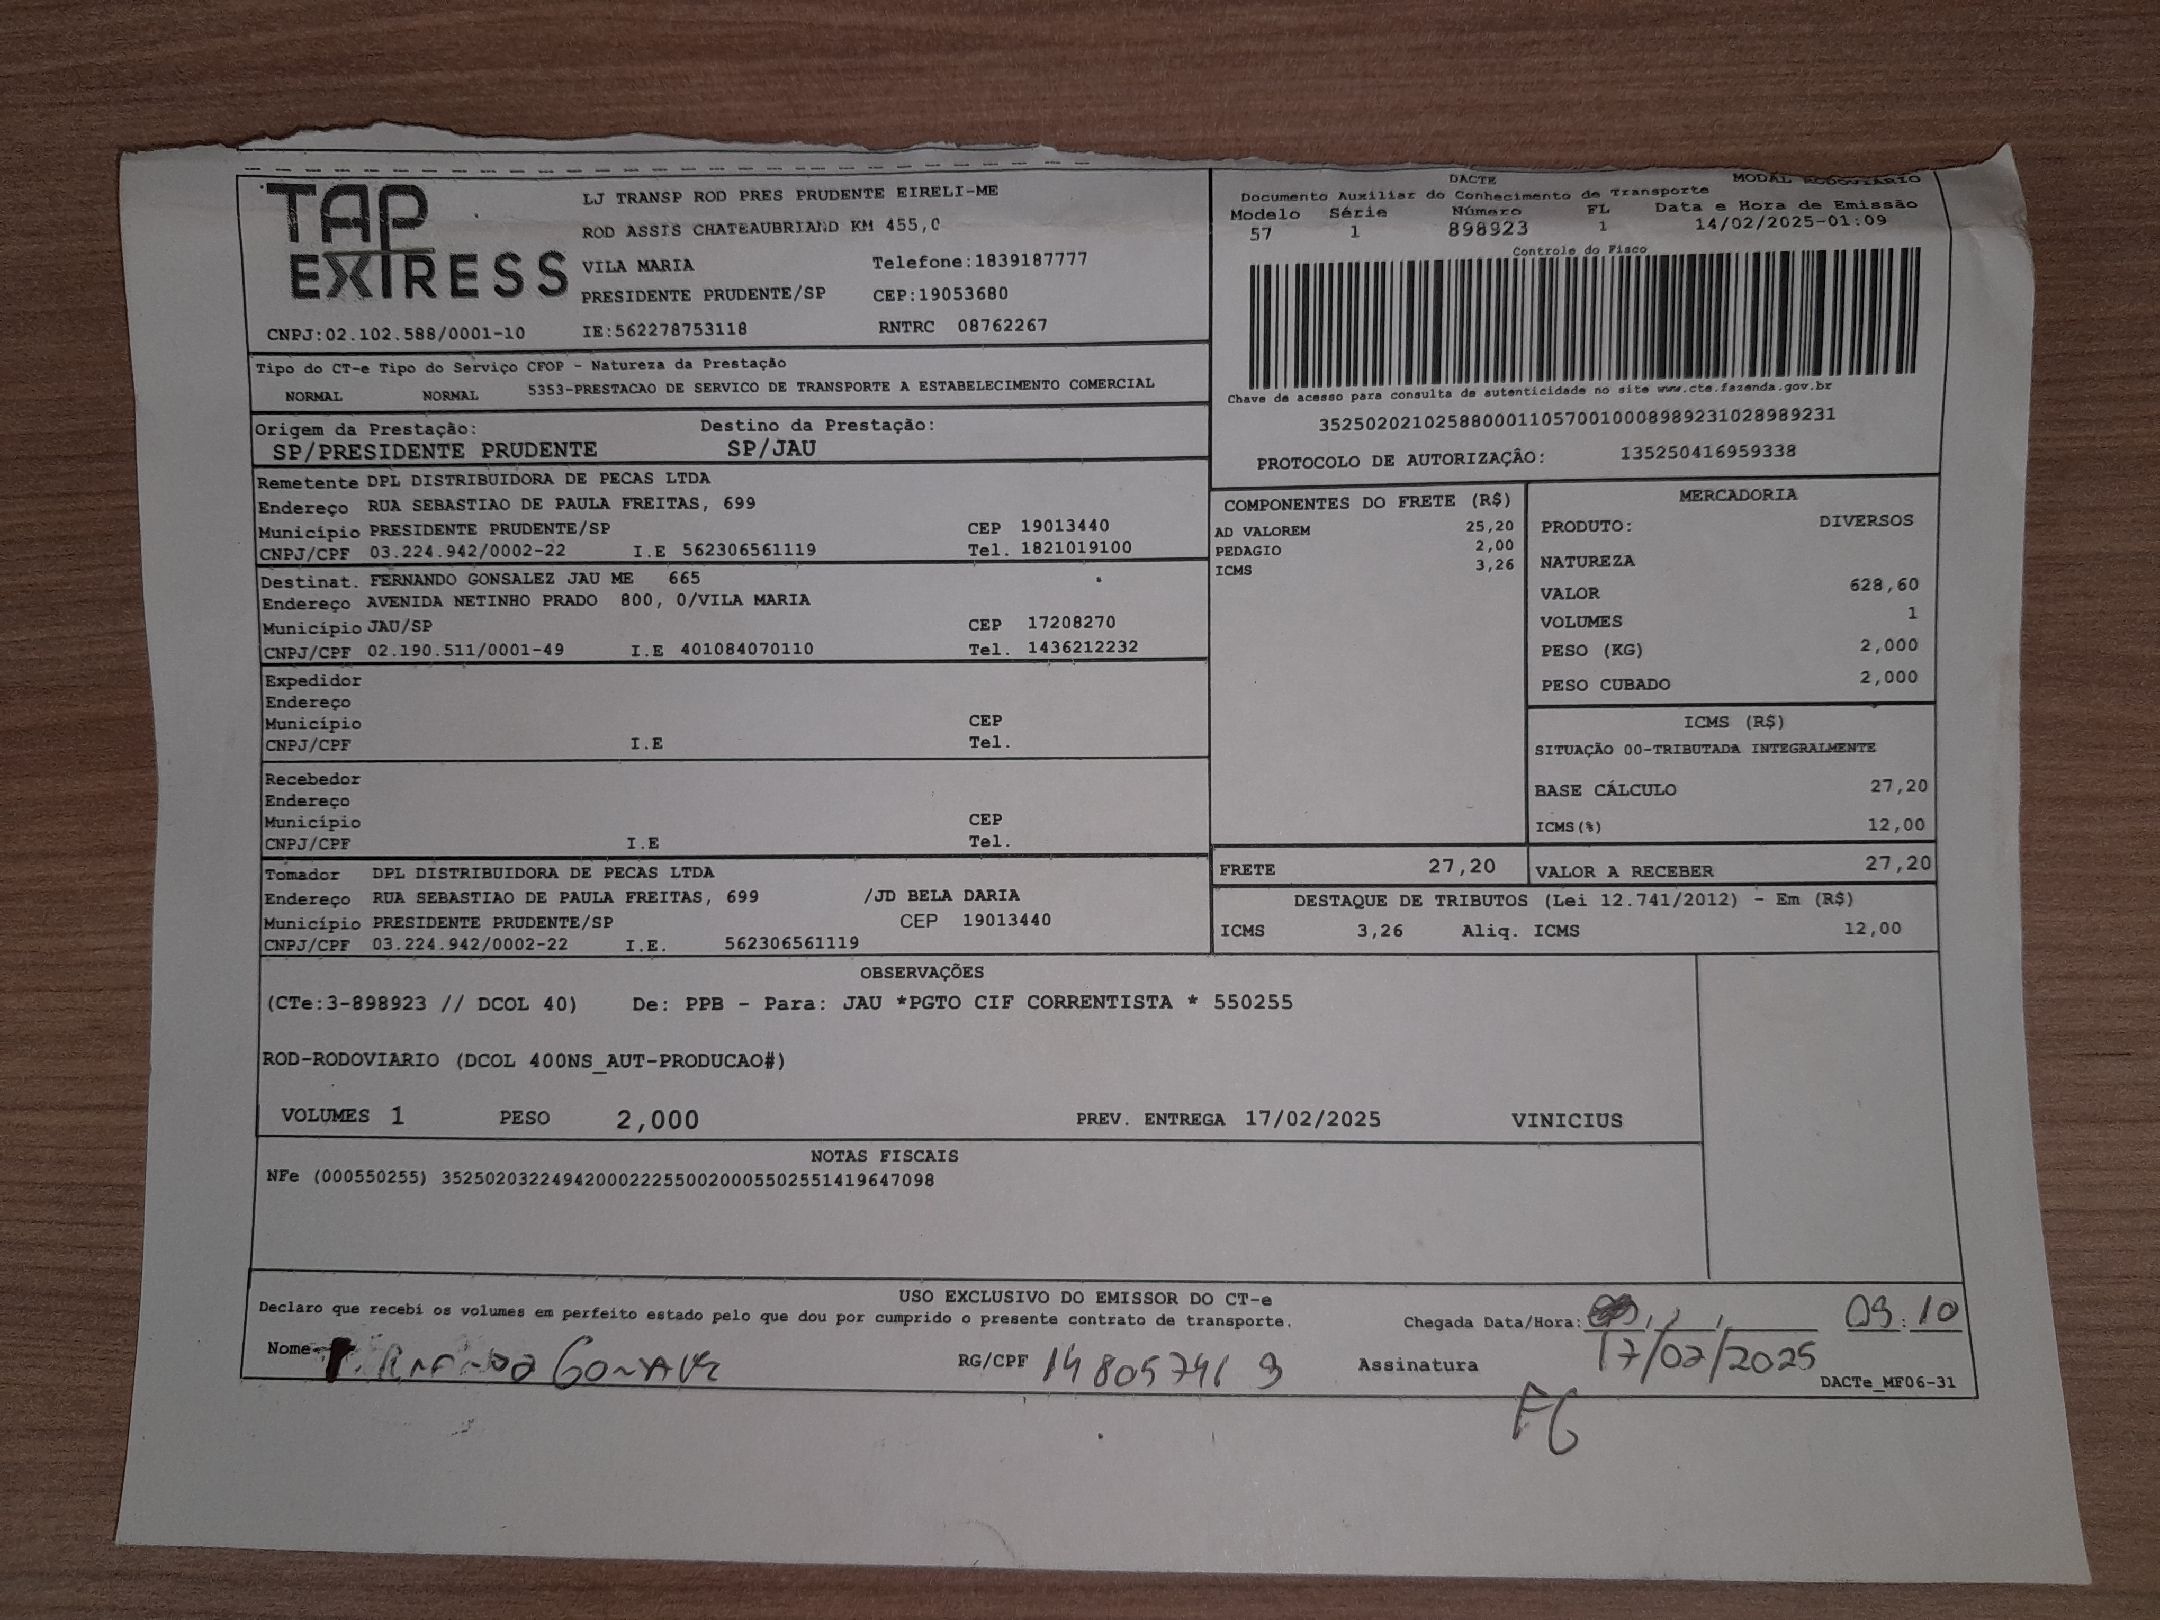 TAP
EXPRESS
LJ TRANSP ROD PRES PRUDENTE EIRELI-ME
ROD ASSIS CHATEAUBRIAND KM 455,0
VILA MARIA Telefone:1839187777
PRESIDENTE PRUDENTE/SP CEP:19053680
CNPJ:02.102.588/0001-10 IE:562278753118 RNTRC 08762267
DACTE MODAL RODOVIARIO
Documento Auxiliar do Conhecimento de Transporte
Modelo Série Número FL Data e Hora de Emissão
57 1 898923 1 14/02/2025-01:09
Controle do Fisco
Chave de acesso para consulta de autenticidade no site www.cte.fazenda.gov.br
35250202102588000110570010008989231028989231
PROTOCOLO DE AUTORIZAÇÃO: 135250416959338
Tipo do CT-e Tipo do Serviço CFOP - Natureza da Prestação
NORMAL NORMAL 5353-PRESTACAO DE SERVICO DE TRANSPORTE A ESTABELECIMENTO COMERCIAL
Origem da Prestação: Destino da Prestação:
SP/PRESIDENTE PRUDENTE SP/JAU
Remetente DPL DISTRIBUIDORA DE PECAS LTDA
Endereço RUA SEBASTIAO DE PAULA FREITAS, 699
Município PRESIDENTE PRUDENTE/SP CEP 19013440
CNPJ/CPF 03.224.942/0002-22 I.E 562306561119 Tel. 1821019100
Destinat. FERNANDO GONSALEZ JAU ME 665
Endereço AVENIDA NETINHO PRADO 800, 0/VILA MARIA
Município JAU/SP CEP 17208270
CNPJ/CPF 02.190.511/0001-49 I.E 401084070110 Tel. 1436212232
Expedidor
Endereço
Município CEP
CNPJ/CPF I.E Tel.
Recebedor
Endereço
Município CEP
CNPJ/CPF I.E Tel.
Tomador DPL DISTRIBUIDORA DE PECAS LTDA
Endereço RUA SEBASTIAO DE PAULA FREITAS, 699 /JD BELA DARIA
Município PRESIDENTE PRUDENTE/SP CEP 19013440
CNPJ/CPF 03.224.942/0002-22 I.E. 562306561119
COMPONENTES DO FRETE (R$)
AD VALOREM 25,20
PEDAGIO 2,00
ICMS 3,26
MERCADORIA
PRODUTO: DIVERSOS
NATUREZA
VALOR 628,60
VOLUMES 1
PESO (KG) 2,000
PESO CUBADO 2,000
ICMS (R$)
SITUAÇÃO 00-TRIBUTADA INTEGRALMENTE
BASE CÁLCULO 27,20
ICMS(%) 12,00
FRETE 27,20 VALOR A RECEBER 27,20
DESTAQUE DE TRIBUTOS (Lei 12.741/2012) - Em (R$)
ICMS 3,26 Aliq. ICMS 12,00
OBSERVAÇÕES
(CTe:3-898923 // DCOL 40) De: PPB - Para: JAU *PGTO CIF CORRENTISTA * 550255
ROD-RODOVIARIO (DCOL 400NS_AUT-PRODUCAO#)
VOLUMES 1 PESO 2,000 PREV. ENTREGA 17/02/2025 VINICIUS
NOTAS FISCAIS
NFe (000550255) 35250203224942000222550020005502551419647098
USO EXCLUSIVO DO EMISSOR DO CT-e
Declaro que recebi os volumes em perfeito estado pelo que dou por cumprido o presente contrato de transporte.
Chegada Data/Hora: 17/02/2025 09:10
Nome RG/CPF 148057419 Assinatura
DACTe_MF06-31
FG